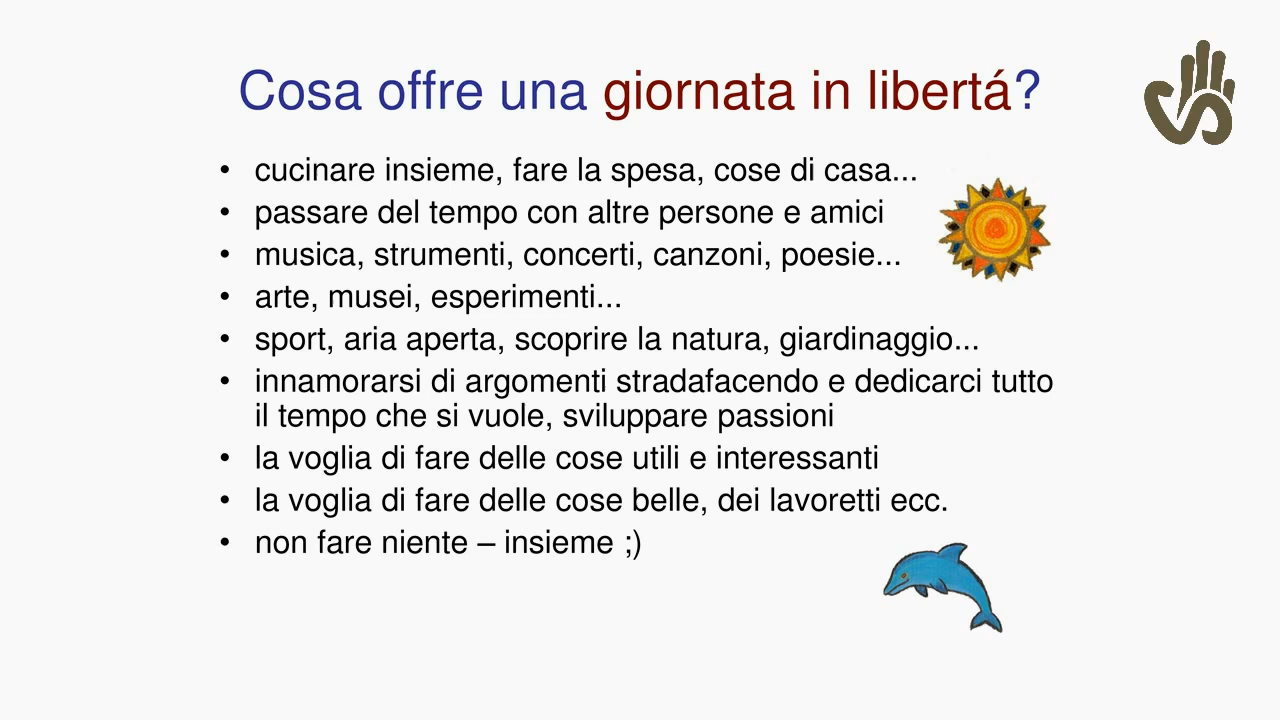 Cosa offre una giornata in libertá?
• cucinare insieme, fare la spesa, cose di casa...
• passare del tempo con altre persone e amici
• musica, strumenti, concerti, canzoni, poesie...
• arte, musei, esperimenti...
• sport, aria aperta, scoprire la natura, giardinaggio...
• innamorarsi di argomenti stradafacendo e dedicarci tutto
il tempo che si vuole, sviluppare passioni
• la voglia di fare delle cose utili e interessanti
• la voglia di fare delle cose belle, dei lavoretti ecc.
• non fare niente – insieme ;)